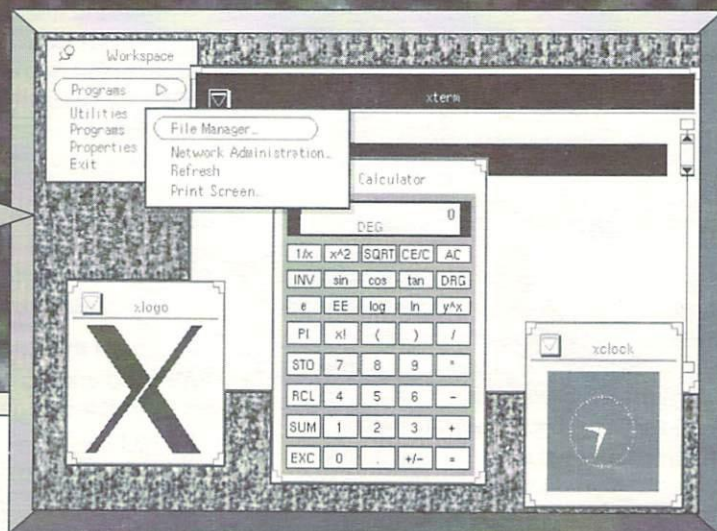 Workspace
Programs
Utilities
Programs
Properties
Exit
File Manager...
Network Administration...
Refresh
Print Screen...
xterm
Calculator
0
DEG
1/x x^2 SQRT CE/C AC
INV sin cos tan DRG
e EE log ln y^x
PI x! ( ) /
STO 7 8 9 *
RCL 4 5 6 -
SUM 1 2 3 +
EXC 0 . +/- =
xlogo
xclock